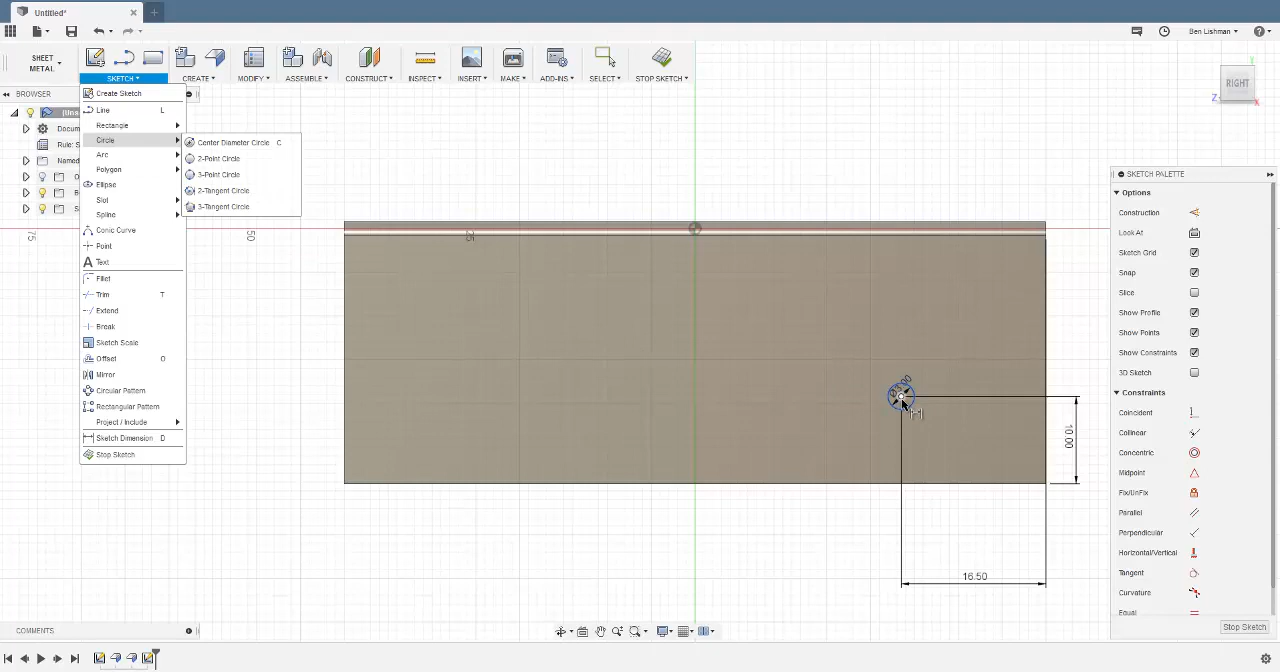 Untitled*
Ben Lishman
SHEET METAL
SKETCH
CREATE
MODIFY
ASSEMBLE
CONSTRUCT
INSPECT
INSERT
MAKE
ADD-INS
SELECT
STOP SKETCH
BROWSER
(Uns
Docum
Rule: S
Named
O
B
S
Create Sketch
Line L
Rectangle
Circle
Arc
Polygon
Ellipse
Slot
Spline
Conic Curve
Point
Text
Fillet
Trim T
Extend
Break
Sketch Scale
Offset O
Mirror
Circular Pattern
Rectangular Pattern
Project / Include
Sketch Dimension D
Stop Sketch
Center Diameter Circle C
2-Point Circle
3-Point Circle
2-Tangent Circle
3-Tangent Circle
75
50
25
10.00
16.50
RIGHT
Y
Z
X
SKETCH PALETTE
Options
Construction
Look At
Sketch Grid
Snap
Slice
Show Profile
Show Points
Show Constraints
3D Sketch
Constraints
Coincident
Collinear
Concentric
Midpoint
Fix/UnFix
Parallel
Perpendicular
Horizontal/Vertical
Tangent
Curvature
Equal
Stop Sketch
COMMENTS